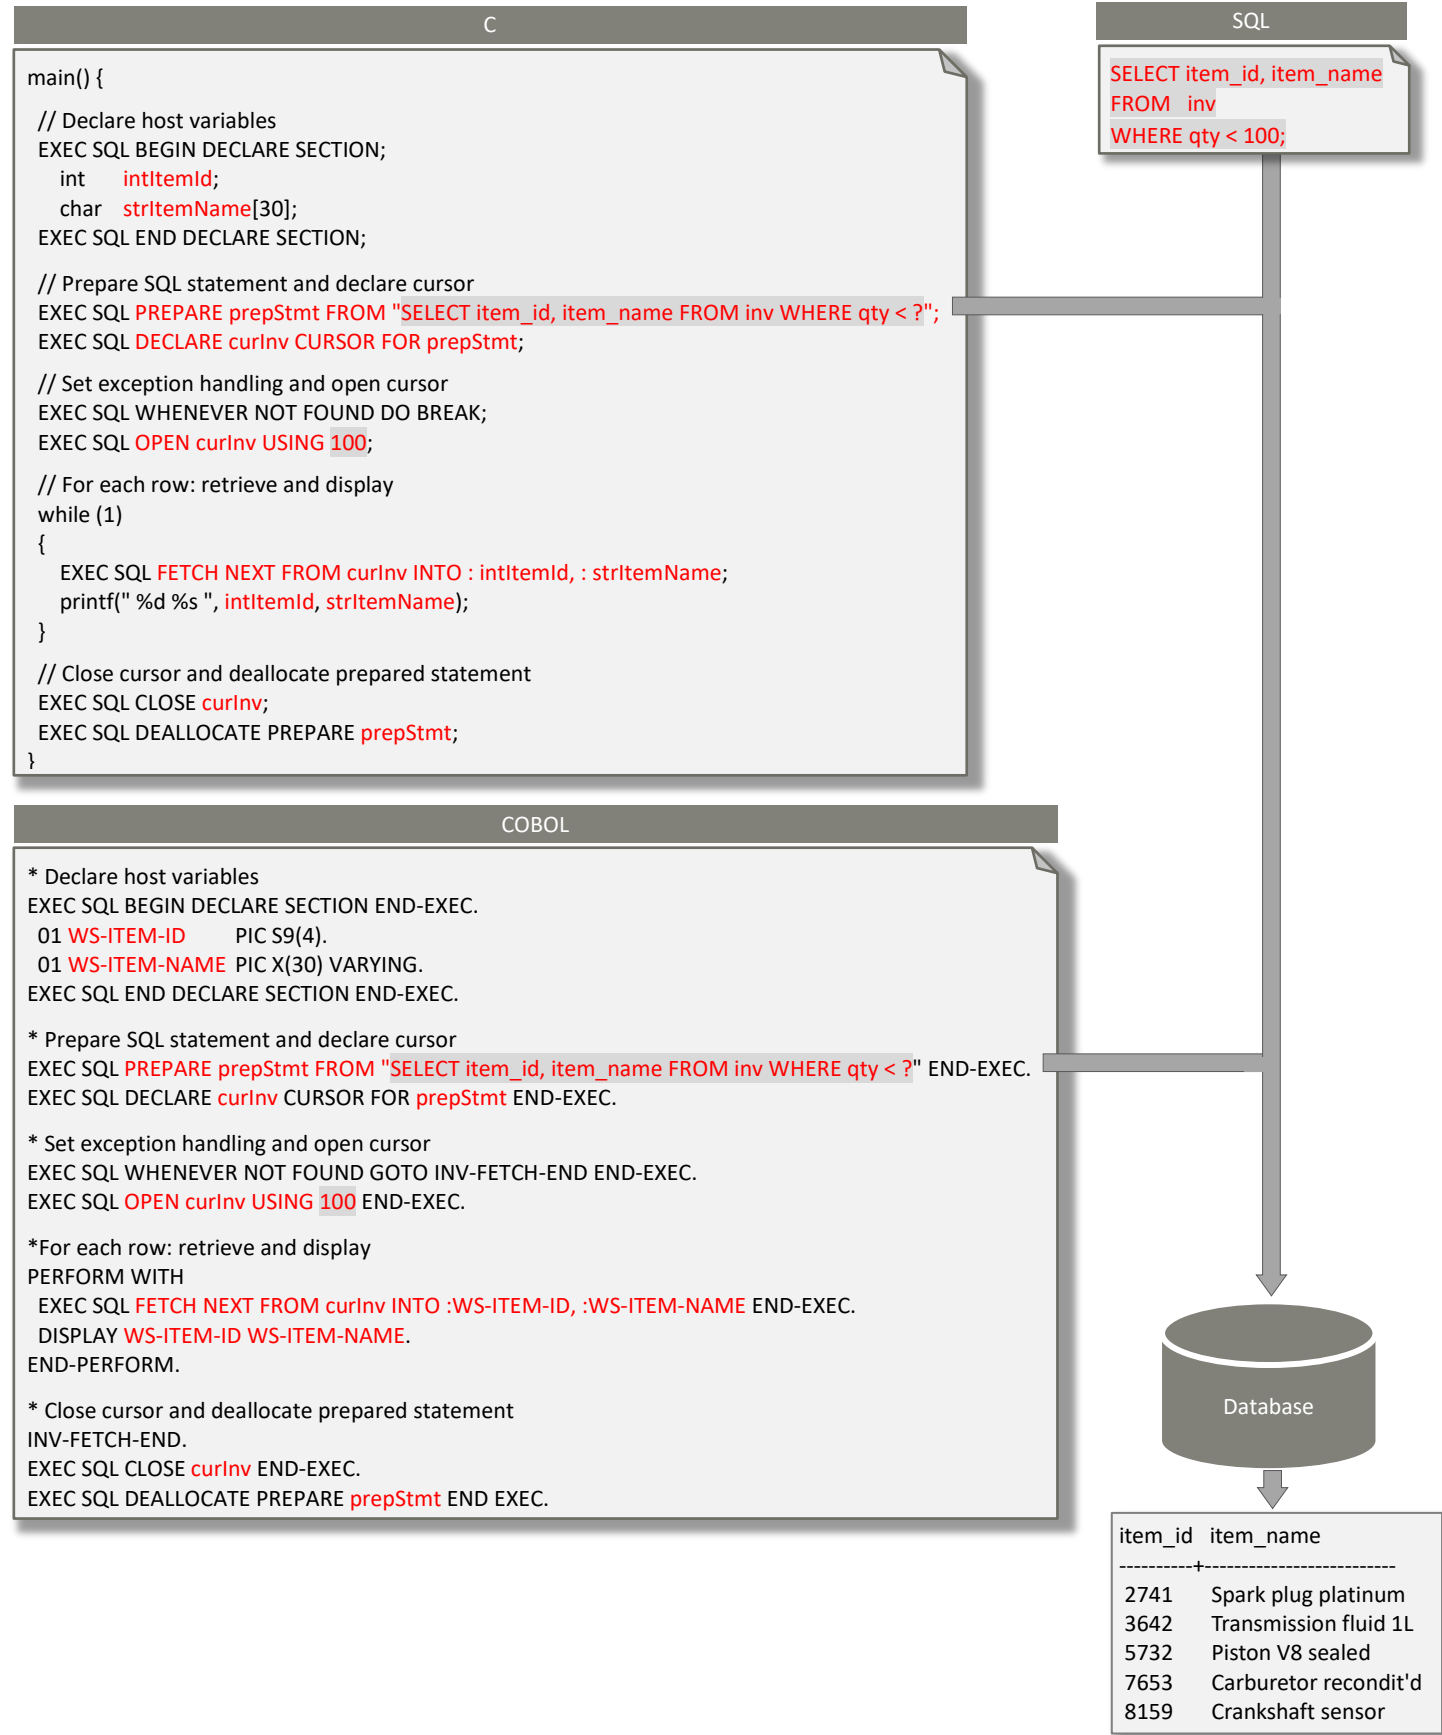 C
main() {
// Declare host variables
EXEC SQL BEGIN DECLARE SECTION;
int intItemId;
char strItemName[30];
EXEC SQL END DECLARE SECTION;
// Prepare SQL statement and declare cursor
EXEC SQL PREPARE prepStmt FROM "SELECT item_id, item_name FROM inv WHERE qty < ?";
EXEC SQL DECLARE curInv CURSOR FOR prepStmt;
// Set exception handling and open cursor
EXEC SQL WHENEVER NOT FOUND DO BREAK;
EXEC SQL OPEN curInv USING 100;
// For each row: retrieve and display
while (1)
{
EXEC SQL FETCH NEXT FROM curInv INTO : intItemId, : strItemName;
printf(" %d %s ", intItemId, strItemName);
}
// Close cursor and deallocate prepared statement
EXEC SQL CLOSE curInv;
EXEC SQL DEALLOCATE PREPARE prepStmt;
}
SQL
SELECT item_id, item_name
FROM inv
WHERE qty < 100;
COBOL
* Declare host variables
EXEC SQL BEGIN DECLARE SECTION END-EXEC.
01 WS-ITEM-ID PIC S9(4).
01 WS-ITEM-NAME PIC X(30) VARYING.
EXEC SQL END DECLARE SECTION END-EXEC.
* Prepare SQL statement and declare cursor
EXEC SQL PREPARE prepStmt FROM "SELECT item_id, item_name FROM inv WHERE qty < ?" END-EXEC.
EXEC SQL DECLARE curInv CURSOR FOR prepStmt END-EXEC.
* Set exception handling and open cursor
EXEC SQL WHENEVER NOT FOUND GOTO INV-FETCH-END END-EXEC.
EXEC SQL OPEN curInv USING 100 END-EXEC.
*For each row: retrieve and display
PERFORM WITH
EXEC SQL FETCH NEXT FROM curInv INTO :WS-ITEM-ID, :WS-ITEM-NAME END-EXEC.
DISPLAY WS-ITEM-ID WS-ITEM-NAME.
END-PERFORM.
* Close cursor and deallocate prepared statement
INV-FETCH-END.
EXEC SQL CLOSE curInv END-EXEC.
EXEC SQL DEALLOCATE PREPARE prepStmt END EXEC.
Database
item_id item_name
----------+--------------------------
2741 Spark plug platinum
3642 Transmission fluid 1L
5732 Piston V8 sealed
7653 Carburetor recondit'd
8159 Crankshaft sensor